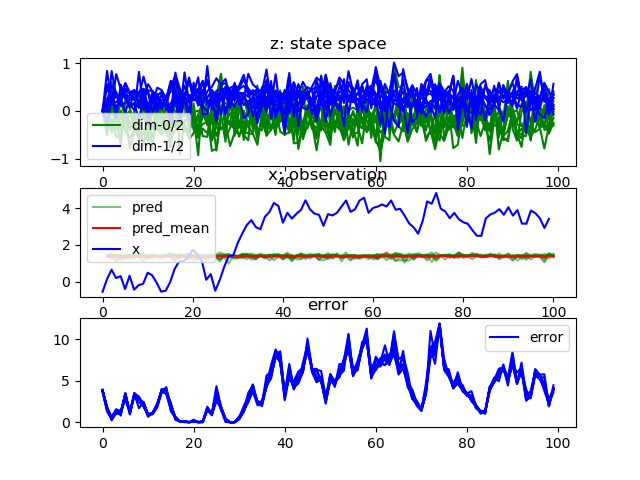 z: state space
1
0
−1
dim-0/2
dim-1/2
0 20 40 60 80 100
x: observation
4
2
0
pred
pred_mean
x
0 20 40 60 80 100
error
10
5
0
error
0 20 40 60 80 100